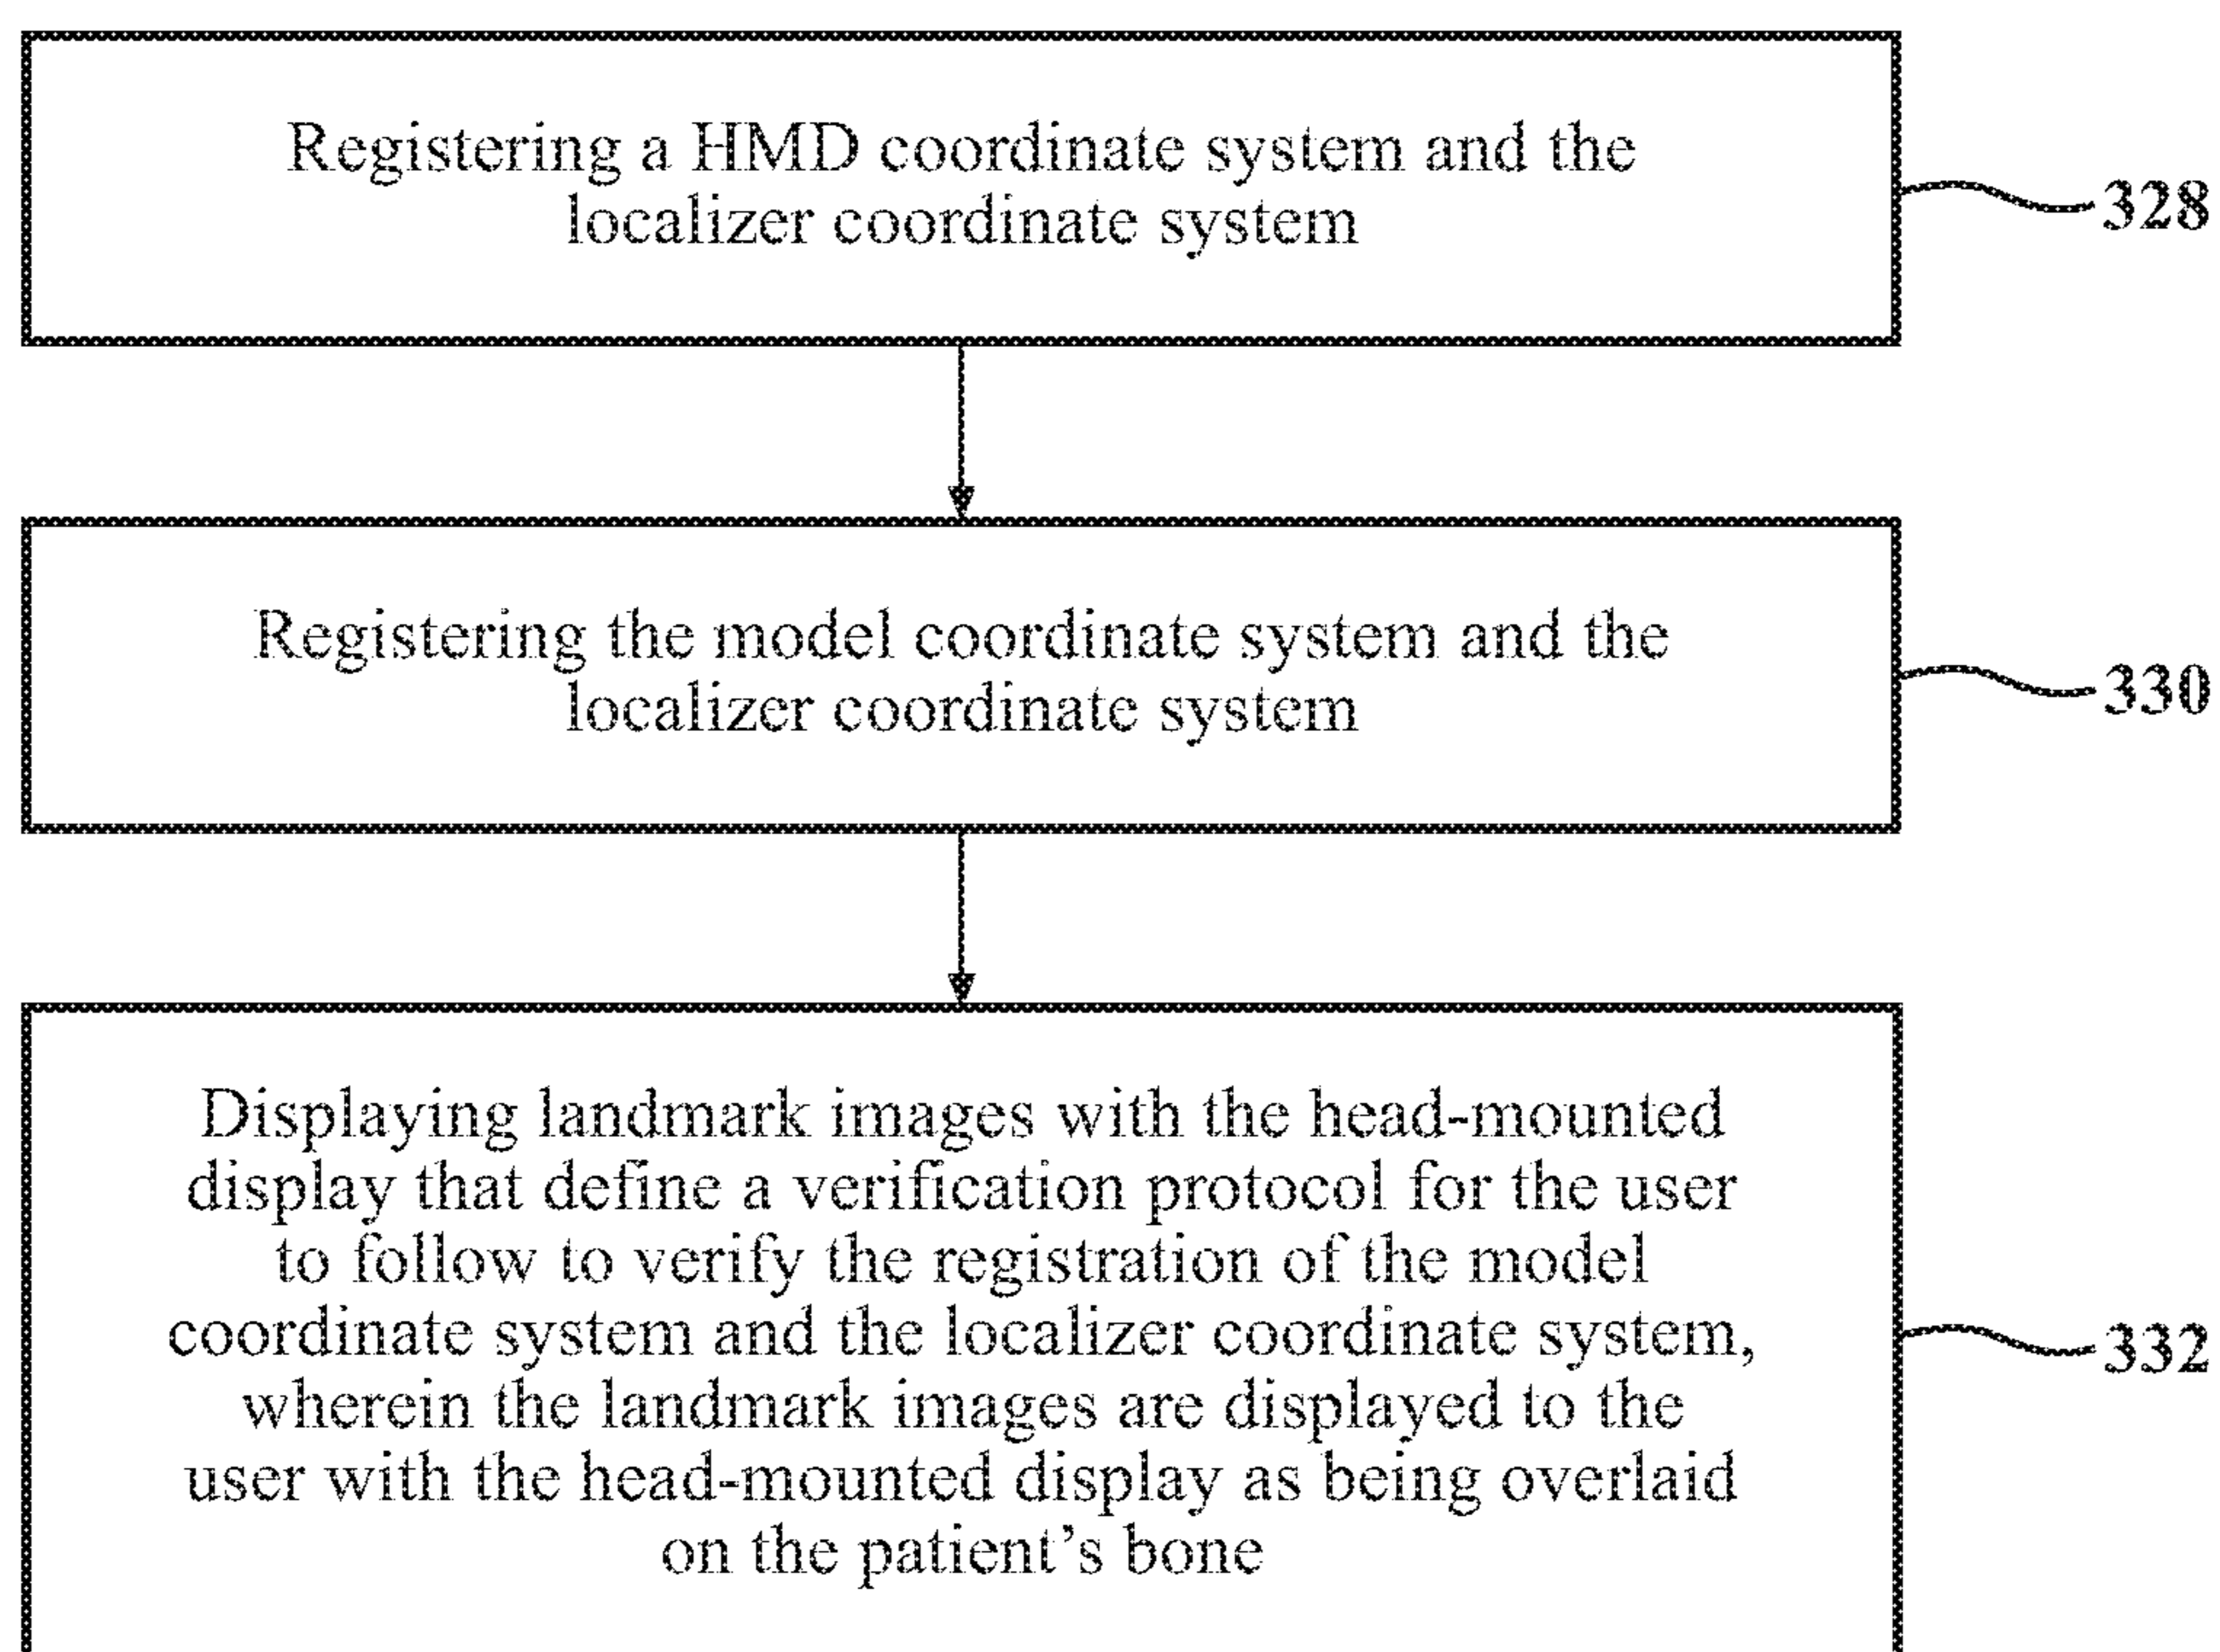 Registering a HMD coordinate system and the
localizer coordinate system
328
Registering the model coordinate system and the
localizer coordinate system
330
Displaying landmark images with the head-mounted
display that define a verification protocol for the user
to follow to verify the registration of the model
coordinate system and the localizer coordinate system,
wherein the landmark images are displayed to the
user with the head-mounted display as being overlaid
on the patient’s bone
332